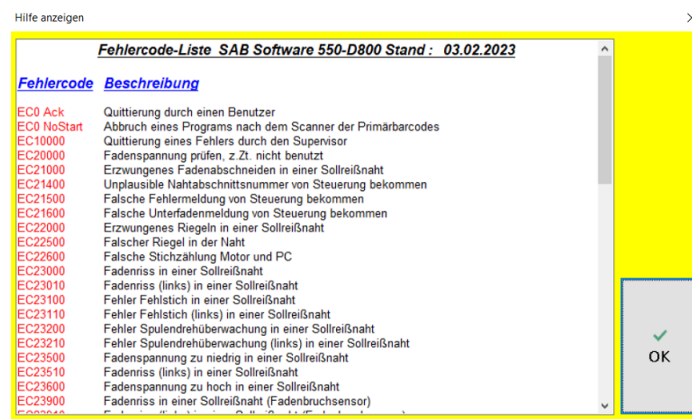 Hilfe anzeigen
Fehlercode-Liste SAB Software 550-D800 Stand : 03.02.2023
Fehlercode Beschreibung
EC0 Ack Quittierung durch einen Benutzer
EC0 NoStart Abbruch eines Programs nach dem Scanner der Primärbarcodes
EC10000 Quittierung eines Fehlers durch den Supervisor
EC20000 Fadenspannung prüfen, z.Zt. nicht benutzt
EC21000 Erzwungenes Fadenabschneiden in einer Sollreißnaht
EC21400 Unplausible Nahtabschnittsnummer von Steuerung bekommen
EC21500 Falsche Fehlermeldung von Steuerung bekommen
EC21600 Falsche Unterfadenmeldung von Steuerung bekommen
EC22000 Erzwungenes Riegeln in einer Sollreißnaht
EC22500 Falscher Riegel in der Naht
EC22600 Falsche Stichzählung Motor und PC
EC23000 Fadenriss in einer Sollreißnaht
EC23010 Fadenriss (links) in einer Sollreißnaht
EC23100 Fehler Fehlstich in einer Sollreißnaht
EC23110 Fehler Fehlstich (links) in einer Sollreißnaht
EC23200 Fehler Spulendrehüberwachung in einer Sollreißnaht
EC23210 Fehler Spulendrehüberwachung (links) in einer Sollreißnaht
EC23500 Fadenspannung zu niedrig in einer Sollreißnaht
EC23510 Fadenriss (links) in einer Sollreißnaht
EC23600 Fadenspannung zu hoch in einer Sollreißnaht
EC23900 Fadenriss in einer Sollreißnaht (Fadenbruchsensor)
OK